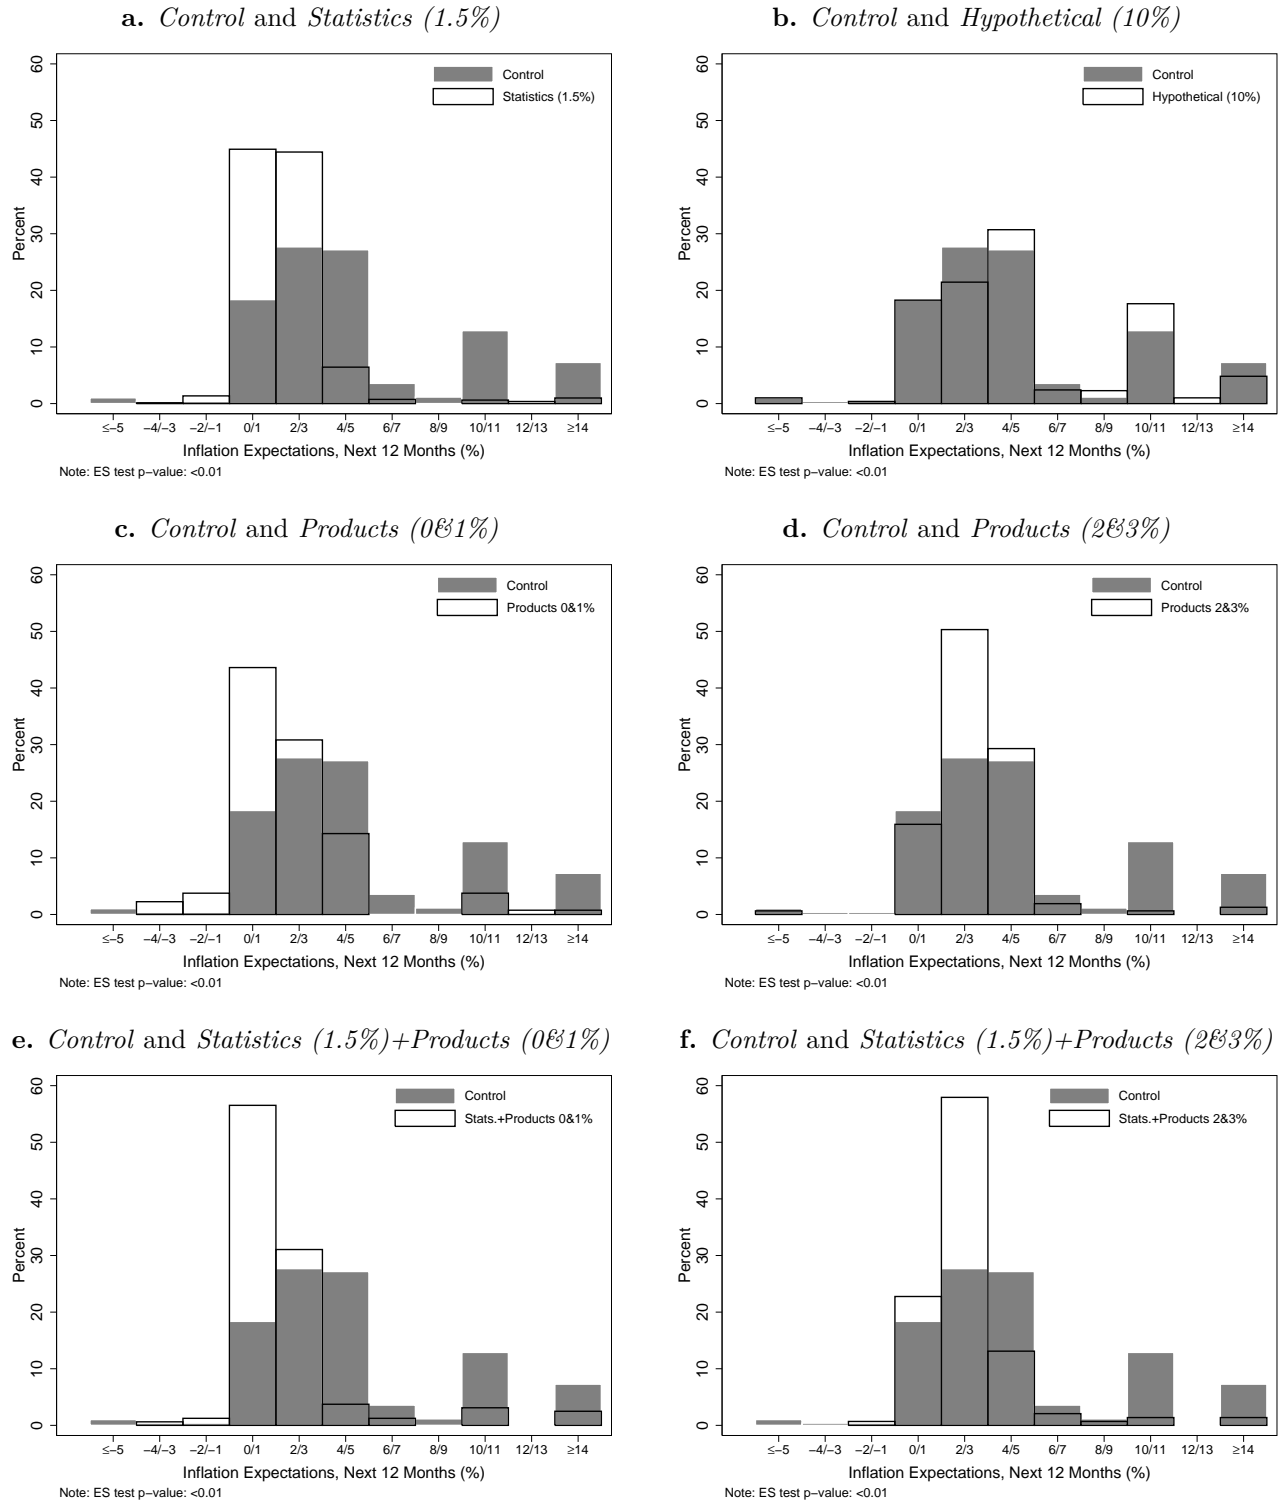 a. Control and Statistics (1.5%)
60
50
40
30
20
10
0
Percent
Control
Statistics (1.5%)
≤−5 −4/−3 −2/−1 0/1 2/3 4/5 6/7 8/9 10/11 12/13 ≥14
Inflation Expectations, Next 12 Months (%)
Note: ES test p−value: <0.01
b. Control and Hypothetical (10%)
60
50
40
30
20
10
0
Percent
Control
Hypothetical (10%)
≤−5 −4/−3 −2/−1 0/1 2/3 4/5 6/7 8/9 10/11 12/13 ≥14
Inflation Expectations, Next 12 Months (%)
Note: ES test p−value: <0.01
c. Control and Products (0&1%)
60
50
40
30
20
10
0
Percent
Control
Products 0&1%
≤−5 −4/−3 −2/−1 0/1 2/3 4/5 6/7 8/9 10/11 12/13 ≥14
Inflation Expectations, Next 12 Months (%)
Note: ES test p−value: <0.01
d. Control and Products (2&3%)
60
50
40
30
20
10
0
Percent
Control
Products 2&3%
≤−5 −4/−3 −2/−1 0/1 2/3 4/5 6/7 8/9 10/11 12/13 ≥14
Inflation Expectations, Next 12 Months (%)
Note: ES test p−value: <0.01
e. Control and Statistics (1.5%)+Products (0&1%)
60
50
40
30
20
10
0
Percent
Control
Stats.+Products 0&1%
≤−5 −4/−3 −2/−1 0/1 2/3 4/5 6/7 8/9 10/11 12/13 ≥14
Inflation Expectations, Next 12 Months (%)
Note: ES test p−value: <0.01
f. Control and Statistics (1.5%)+Products (2&3%)
60
50
40
30
20
10
0
Percent
Control
Stats.+Products 2&3%
≤−5 −4/−3 −2/−1 0/1 2/3 4/5 6/7 8/9 10/11 12/13 ≥14
Inflation Expectations, Next 12 Months (%)
Note: ES test p−value: <0.01